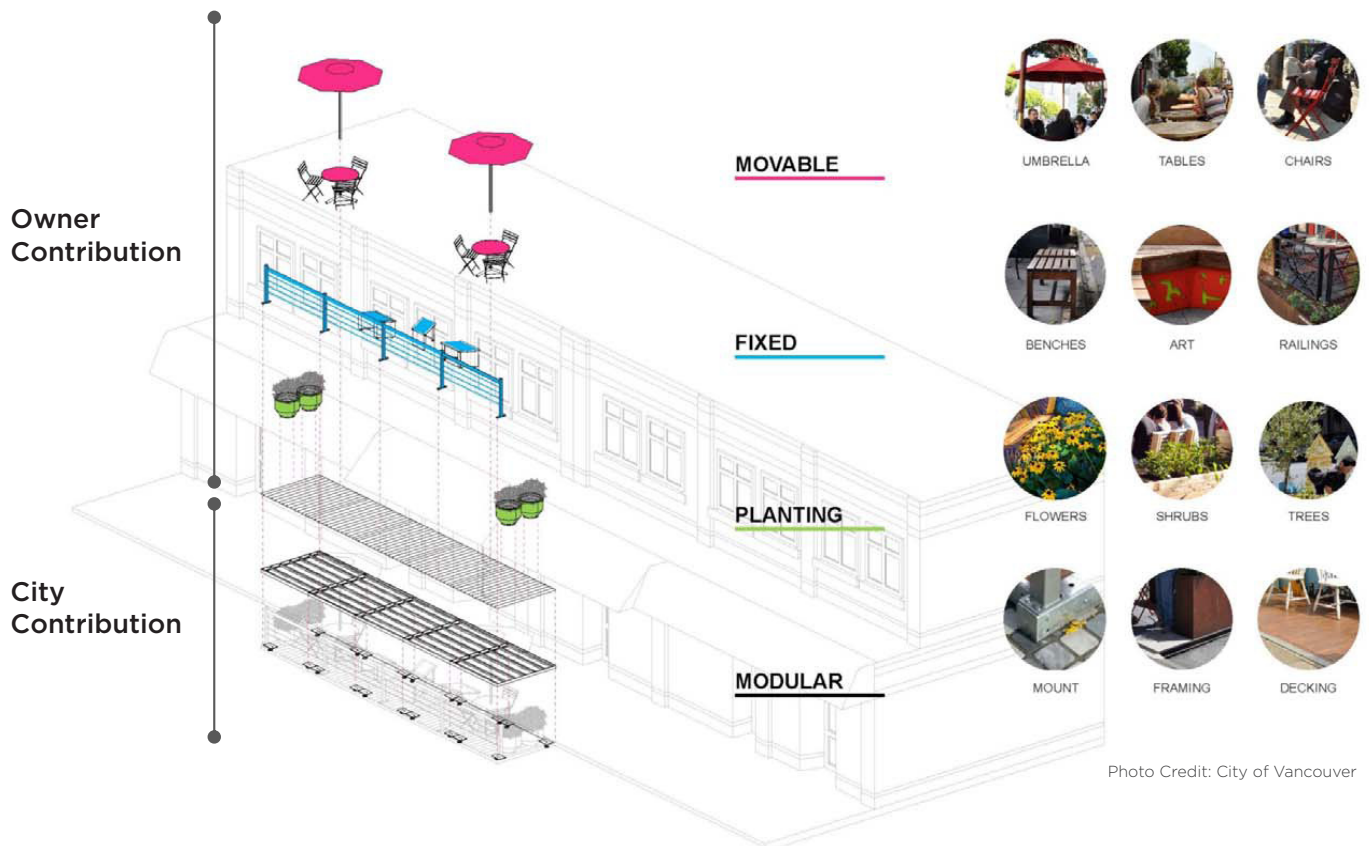 Owner
Contribution
City
Contribution
MOVABLE
UMBRELLA
TABLES
CHAIRS
FIXED
BENCHES
ART
RAILINGS
PLANTING
FLOWERS
SHRUBS
TREES
MODULAR
MOUNT
FRAMING
DECKING
Photo Credit: City of Vancouver